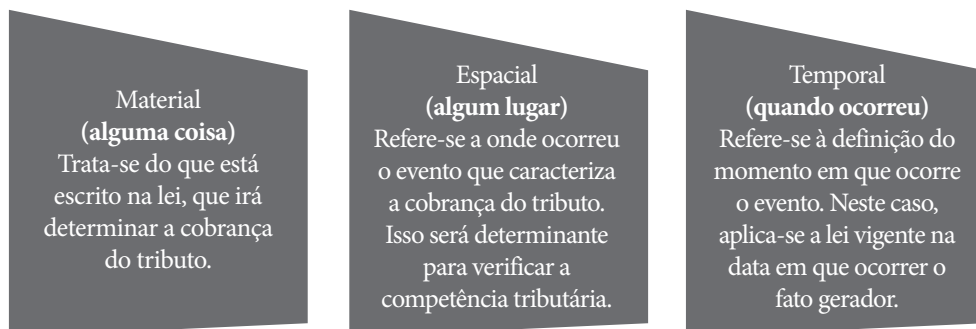 Material
(alguma coisa)
Trata-se do que está
escrito na lei, que irá
determinar a cobrança
do tributo.
Espacial
(algum lugar)
Refere-se a onde ocorreu
o evento que caracteriza
a cobrança do tributo.
Isso será determinante
para verificar a
competência tributária.
Temporal
(quando ocorreu)
Refere-se à definição do
momento em que ocorre
o evento. Neste caso,
aplica-se a lei vigente na
data em que ocorrer o
fato gerador.